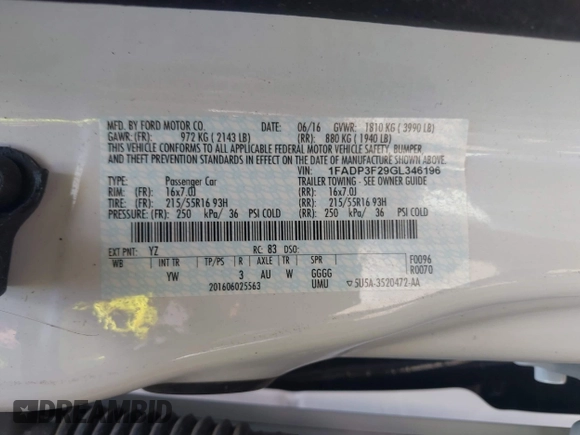 MFD. BY FORD MOTOR CO. DATE: 06/16 GVWR: 1810 KG ( 3990 LB)
GAWR: (FR): 972 KG ( 2143 LB) (RR): 880 KG ( 1940 LB)
THIS VEHICLE CONFORMS TO ALL APPLICABLE FEDERAL MOTOR VEHICLE SAFETY, BUMPER,
AND THEFT PREVENTION STANDARDS IN EFFECT ON THE DATE OF MANUFACTURE SHOWN ABOVE.
VIN: 1FADP3F29GL346196
TYPE: Passenger Car TRAILER TOWING - SEE OWNER GUIDE
RIM: (FR): 16x7.0J (RR): 16x7.0J
TIRE: (FR): 215/55R16 93H (RR): 215/55R16 93H
PRESSURE: (FR): 250 kPa/ 36 PSI COLD (RR): 250 kPa/ 36 PSI COLD
EXT PNT: YZ RC: 83 DSO: F0096
WB INT TR TP/PS R AXLE TR SPR R0070
YW 3 AU W GGGG
201606025563 UMU ▽ 5U5A-3520472-AA
DREAMBID